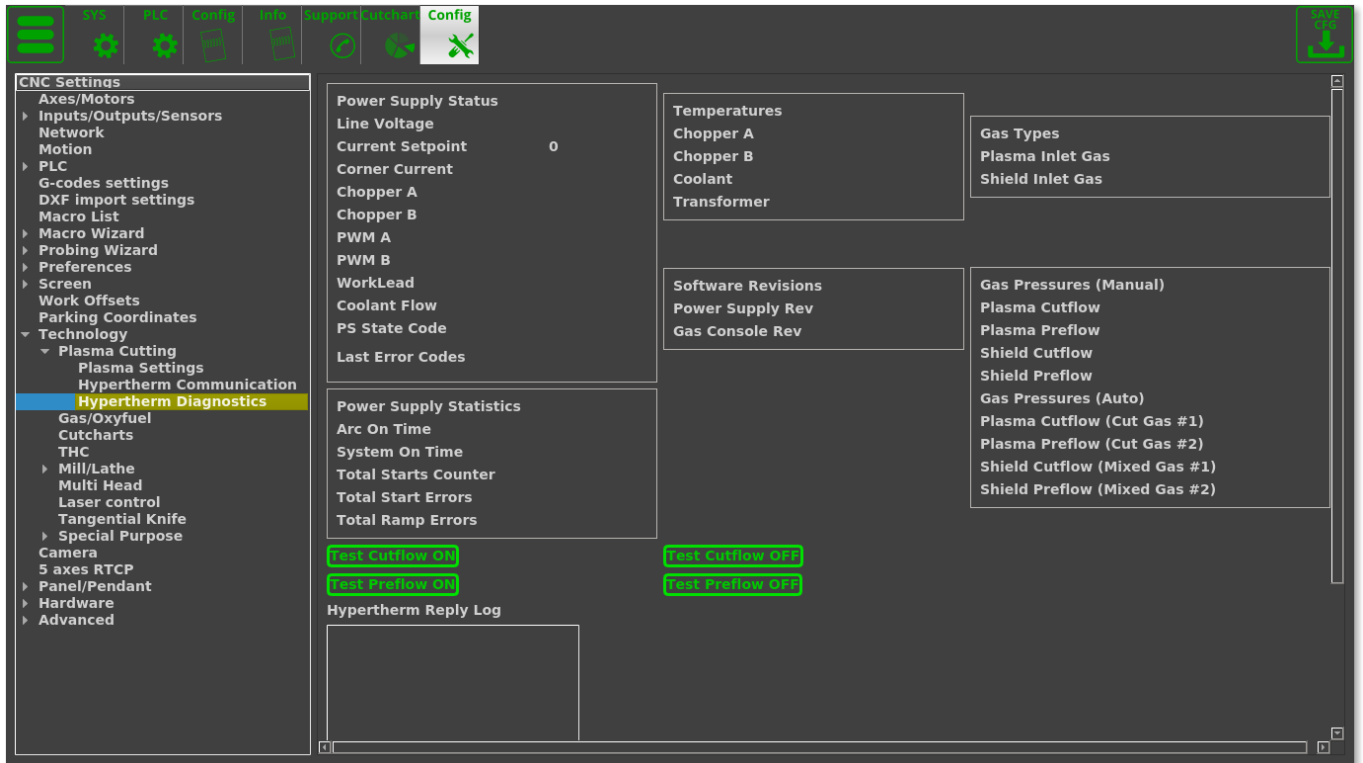 SYS PLC Config Info Support Cutchart Config
SAVE
CFG
CNC Settings
Axes/Motors
Inputs/Outputs/Sensors
Network
Motion
PLC
G-codes settings
DXF import settings
Macro List
Macro Wizard
Probing Wizard
Preferences
Screen
Work Offsets
Parking Coordinates
Technology
Plasma Cutting
Plasma Settings
Hypertherm Communication
Hypertherm Diagnostics
Gas/Oxyfuel
Cutcharts
THC
Mill/Lathe
Multi Head
Laser control
Tangential Knife
Special Purpose
Camera
5 axes RTCP
Panel/Pendant
Hardware
Advanced
Power Supply Status
Line Voltage
Current Setpoint 0
Corner Current
Chopper A
Chopper B
PWM A
PWM B
WorkLead
Coolant Flow
PS State Code
Last Error Codes
Power Supply Statistics
Arc On Time
System On Time
Total Starts Counter
Total Start Errors
Total Ramp Errors
Temperatures
Chopper A
Chopper B
Coolant
Transformer
Software Revisions
Power Supply Rev
Gas Console Rev
Gas Types
Plasma Inlet Gas
Shield Inlet Gas
Gas Pressures (Manual)
Plasma Cutflow
Plasma Preflow
Shield Cutflow
Shield Preflow
Gas Pressures (Auto)
Plasma Cutflow (Cut Gas #1)
Plasma Preflow (Cut Gas #2)
Shield Cutflow (Mixed Gas #1)
Shield Preflow (Mixed Gas #2)
Test Cutflow ON Test Cutflow OFF
Test Preflow ON Test Preflow OFF
Hypertherm Reply Log